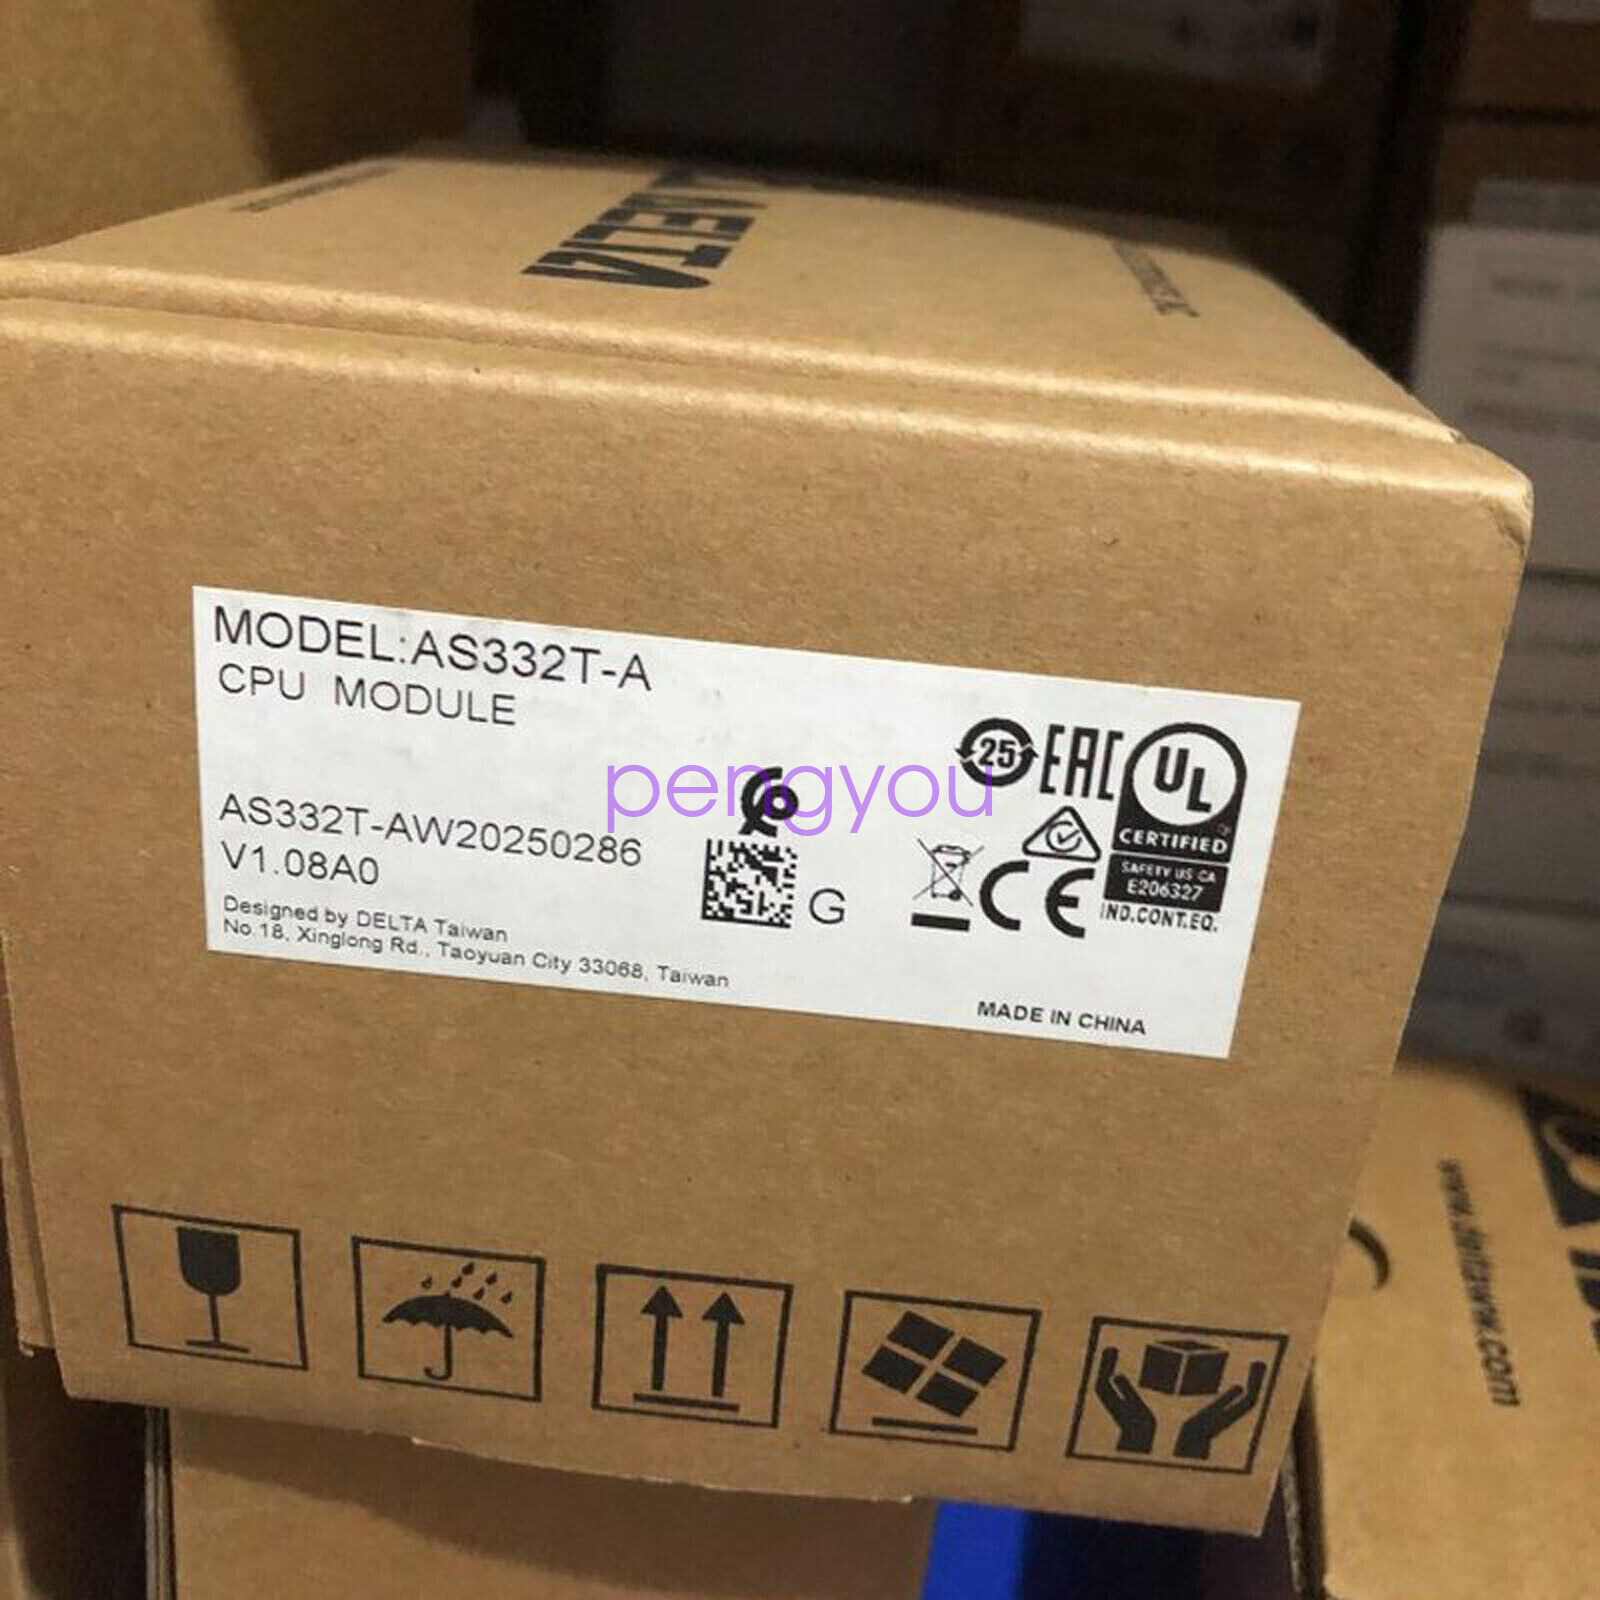 DELTA
MODEL:AS332T-A
CPU MODULE
25
EAC
UL
CERTIFIED
SAFETY US CA
E206327
IND.CONT.EQ.
CE
pengyou
AS332T-AW20250286
V1.08A0
G
Designed by DELTA Taiwan
No.18, Xinglong Rd., Taoyuan City 33068, Taiwan
MADE IN CHINA